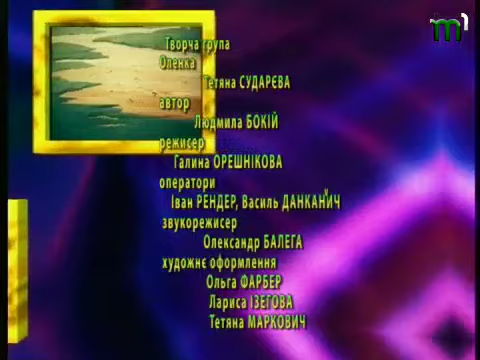 m1
Творча група
Оленка
Тетяна СУДАРЄВА
автор
Людмила БОКІЙ
режисер
Галина ОРЕШНІКОВА
оператори
Іван РЕНДЕР, Василь ДАНКАНИЧ
звукорежисер
Олександр БАЛЕГА
художнє оформлення
Ольга ФАРБЕР
Лариса ІЗЕГОВА
Тетяна МАРКОВИЧ